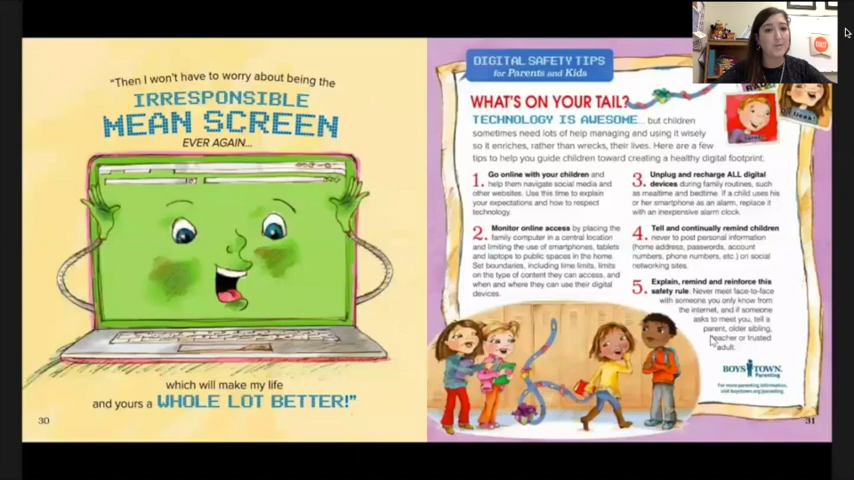 "Then I won't have to worry about being the
IRRESPONSIBLE
MEAN SCREEN
EVER AGAIN...
which will make my life
and yours a WHOLE LOT BETTER!"
30
DIGITAL SAFETY TIPS
for Parents and Kids
WHAT'S ON YOUR TAIL?
TECHNOLOGY IS AWESOME... but children
sometimes need lots of help managing and using it wisely
so it enriches, rather than wrecks, their lives. Here are a few
tips to help you guide children toward creating a healthy digital footprint:
1. Go online with your children and
help them navigate social media and
other websites. Use this time to explain
your expectations and how to respect
technology.
2. Monitor online access by placing the
family computer in a central location
and limiting the use of smartphones, tablets
and laptops to public spaces in the home.
Set boundaries, including time limits, limits
on the type of content they can access, and
when and where they can use their digital
devices.
3. Unplug and recharge ALL digital
devices during family routines, such
as mealtime and bedtime. If a child uses his
or her smartphone as an alarm, replace it
with an inexpensive alarm clock.
4. Tell and continually remind children
never to post personal information
(home address, passwords, account
numbers, phone numbers, etc.) on social
networking sites.
5. Explain, remind and reinforce this
safety rule: Never meet face-to-face
with someone you only know from
the internet, and if someone
asks to meet you, tell a
parent, older sibling,
teacher or trusted
adult.
BOYS TOWN
Parenting
For more parenting information,
visit boystown.org/parenting.
31